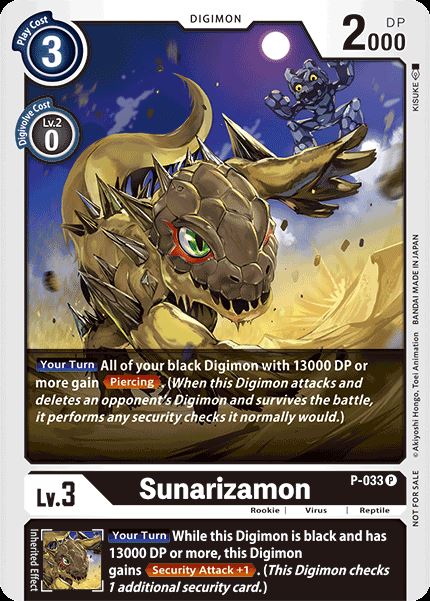 DIGIMON
Play Cost
3
DP
2000
Digivolve Cost
Lv.2
0
KISUKE
Your Turn All of your black Digimon with 13000 DP or
more gain Piercing. (When this Digimon attacks and
deletes an opponent's Digimon and survives the battle,
it performs any security checks it normally would.)
© Akiyoshi Hongo, Toei Animation BANDAI MADE IN JAPAN
NOT FOR SALE
P-033 P
Lv.3
Sunarizamon
Rookie | Virus | Reptile
Inherited Effect
Your Turn While this Digimon is black and has
13000 DP or more, this Digimon
gains Security Attack +1. (This Digimon checks
1 additional security card.)